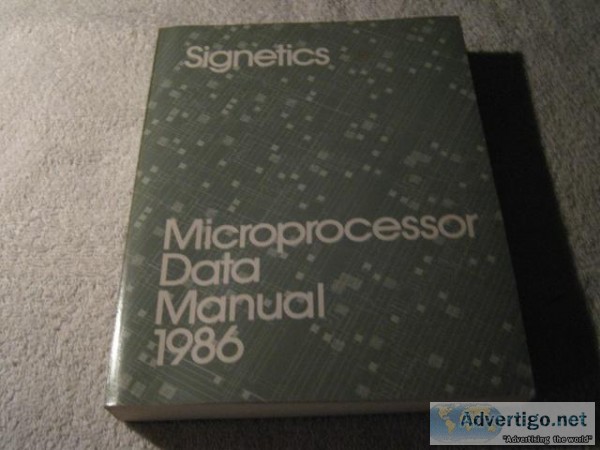 Signetics
Microprocessor
Data
Manual
1986
Advertigo.net
"Advertising the world"